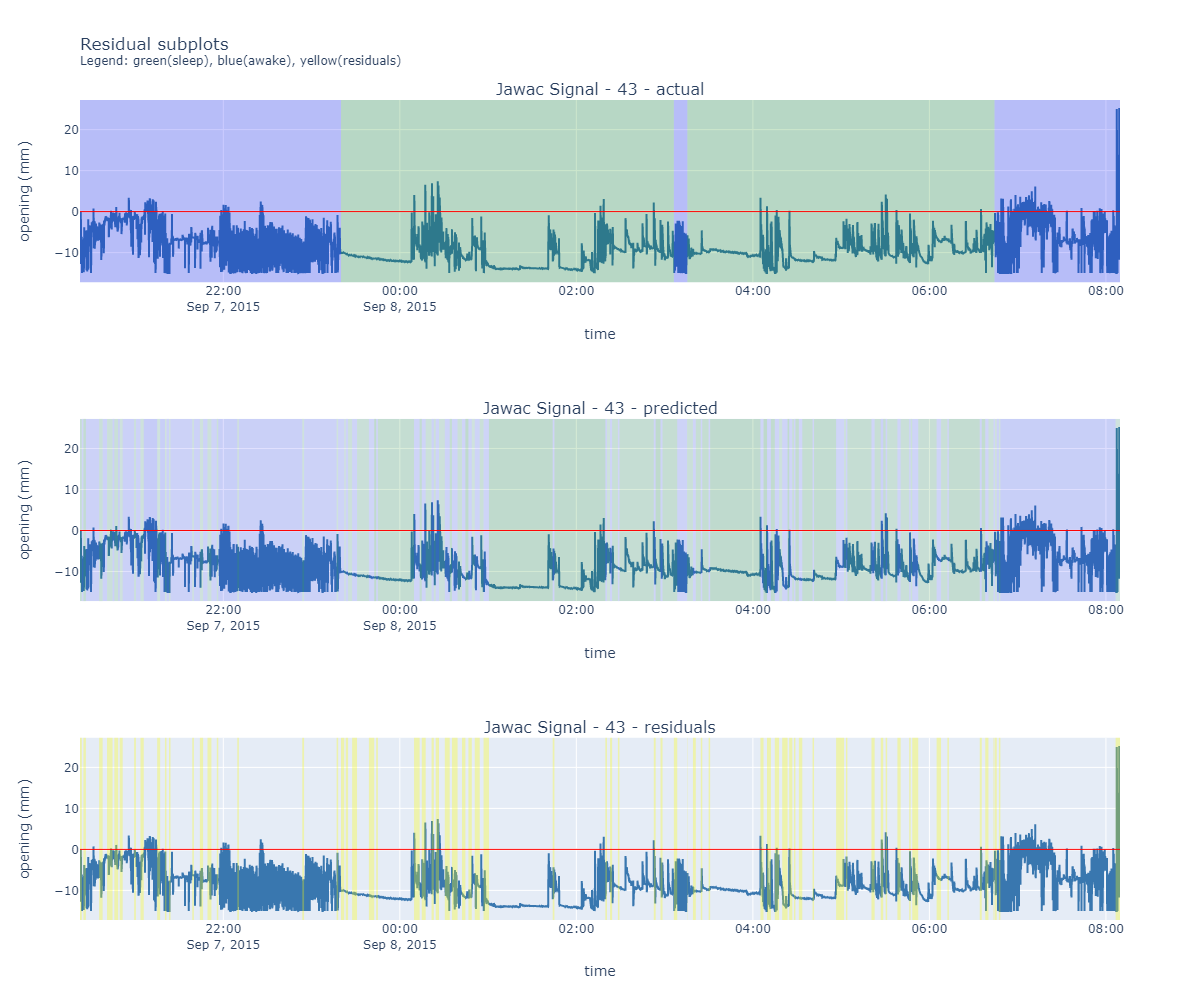 Residual subplots
Legend: green(sleep), blue(awake), yellow(residuals)
Jawac Signal - 43 - actual
opening (mm)
20
10
0
−10
22:00
Sep 7, 2015
00:00
Sep 8, 2015
02:00
04:00
06:00
08:00
time
Jawac Signal - 43 - predicted
opening (mm)
20
10
0
−10
22:00
Sep 7, 2015
00:00
Sep 8, 2015
02:00
04:00
06:00
08:00
time
Jawac Signal - 43 - residuals
opening (mm)
20
10
0
−10
22:00
Sep 7, 2015
00:00
Sep 8, 2015
02:00
04:00
06:00
08:00
time